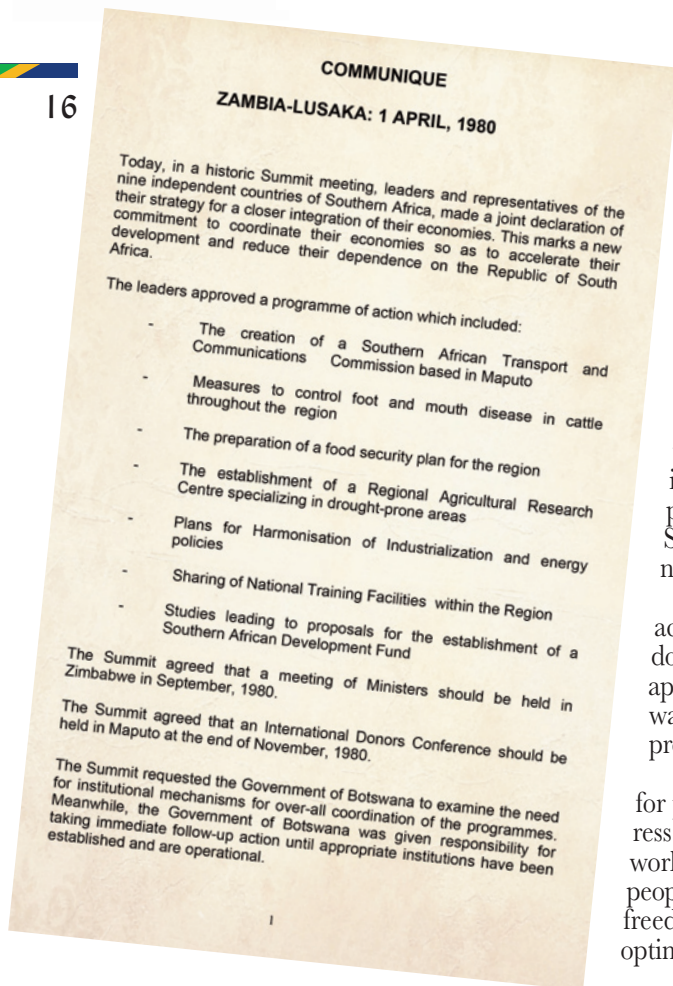 16
COMMUNIQUE
ZAMBIA-LUSAKA: 1 APRIL, 1980
Today, in a historic Summit meeting, leaders and representatives of the
nine independent countries of Southern Africa, made a joint declaration of
their strategy for a closer integration of their economies. This marks a new
commitment to coordinate their economies so as to accelerate their
development and reduce their dependence on the Republic of South
Africa.
The leaders approved a programme of action which included:
- The creation of a Southern African Transport and
Communications Commission based in Maputo
- Measures to control foot and mouth disease in cattle
throughout the region
- The preparation of a food security plan for the region
- The establishment of a Regional Agricultural Research
Centre specializing in drought-prone areas
- Plans for Harmonisation of Industrialization and energy
policies
- Sharing of National Training Facilities within the Region
- Studies leading to proposals for the establishment of a
Southern African Development Fund
The Summit agreed that a meeting of Ministers should be held in
Zimbabwe in September, 1980.
The Summit agreed that an International Donors Conference should be
held in Maputo at the end of November, 1980.
The Summit requested the Government of Botswana to examine the need
for institutional mechanisms for over-all coordination of the programmes.
Meanwhile, the Government of Botswana was given responsibility for
taking immediate follow-up action until appropriate institutions have been
established and are operational.
1
for
ress